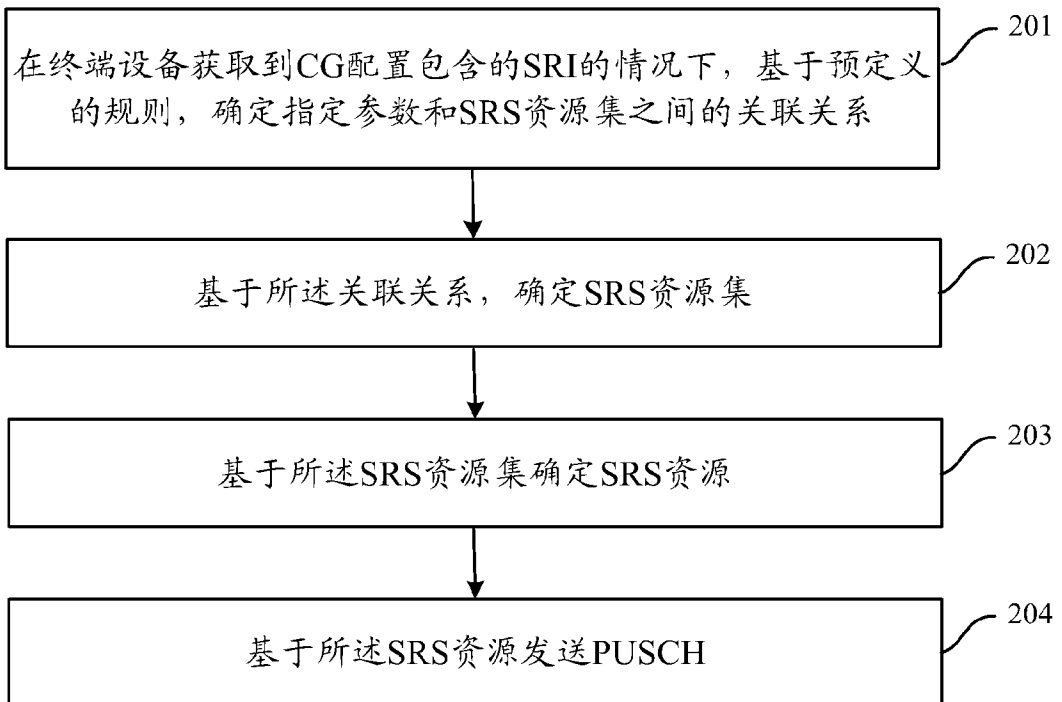 201
在终端设备获取到CG配置包含的SRI的情况下，基于预定义
的规则，确定指定参数和SRS资源集之间的关联关系
202
基于所述关联关系，确定SRS资源集
203
基于所述SRS资源集确定SRS资源
204
基于所述SRS资源发送PUSCH